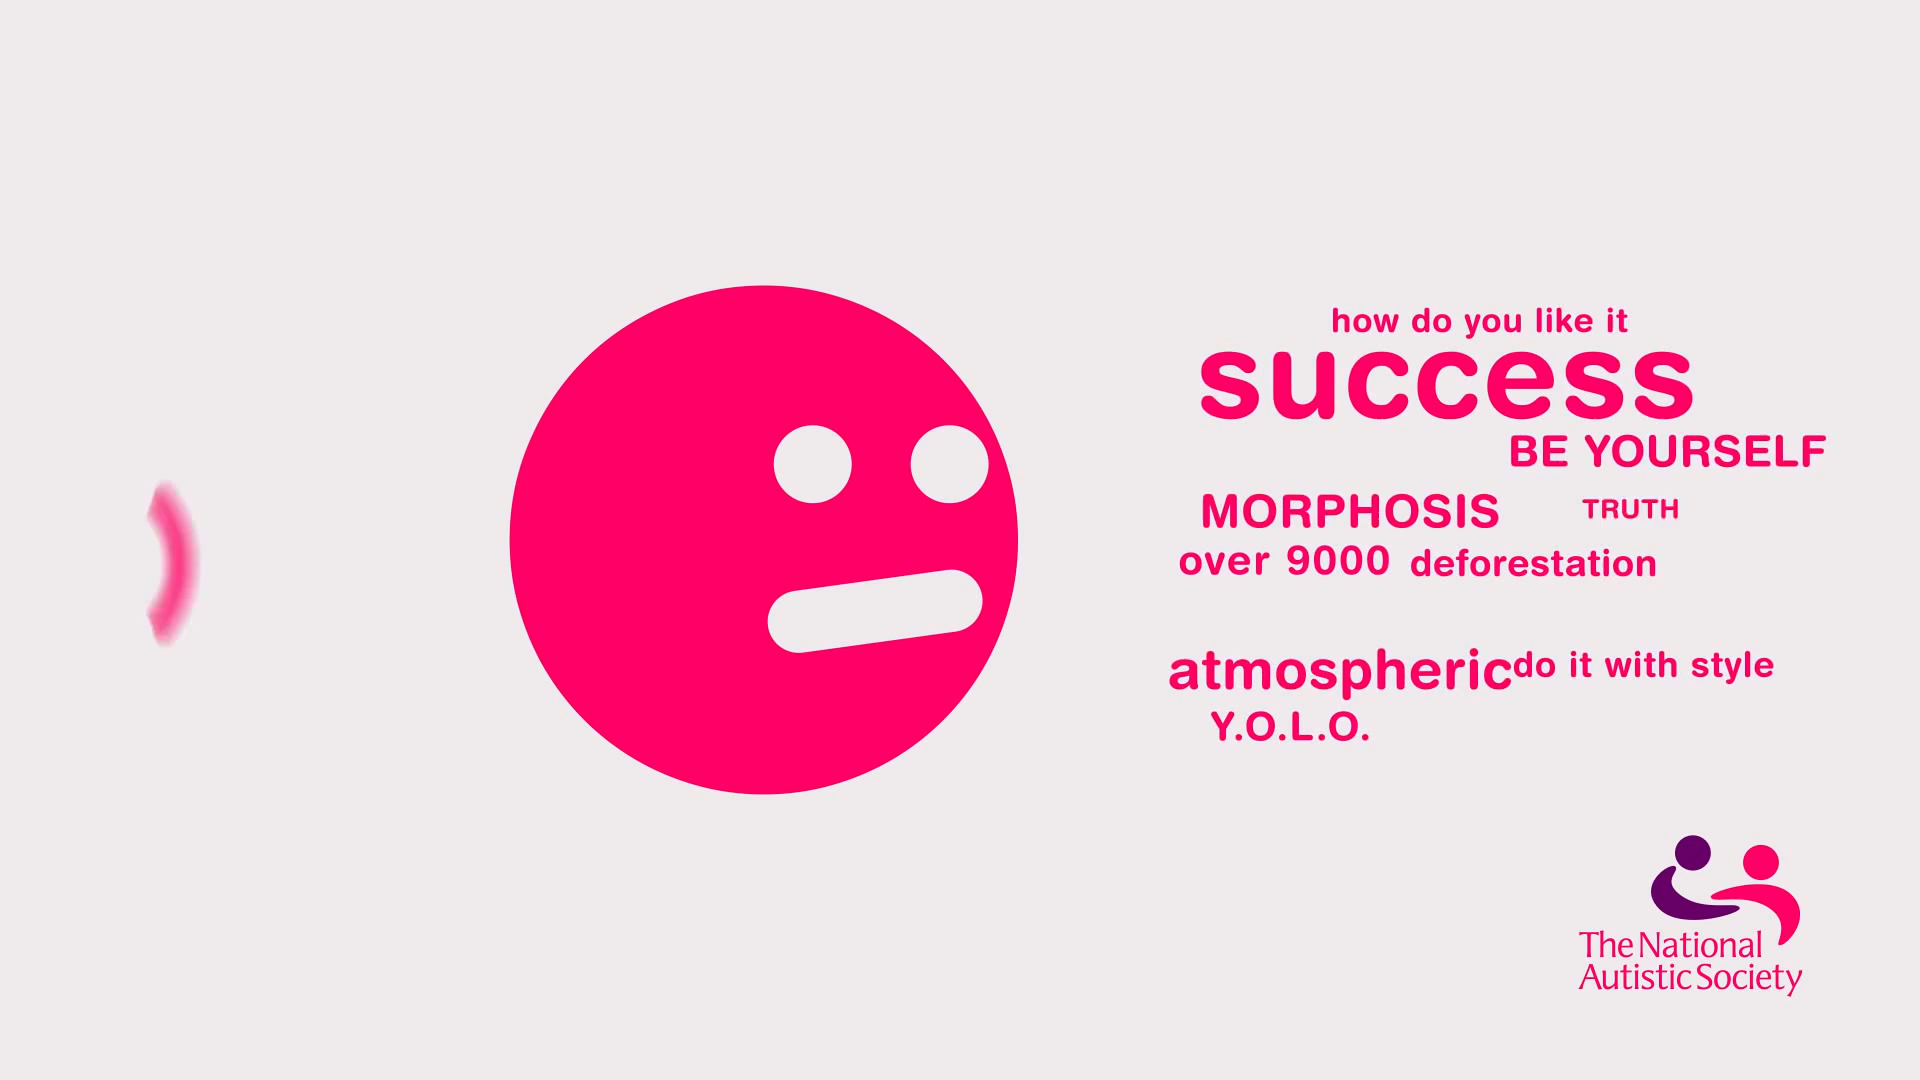 how do you like it
success
BE YOURSELF
MORPHOSIS TRUTH
over 9000 deforestation
atmospheric do it with style
Y.O.L.O.
The National
Autistic Society